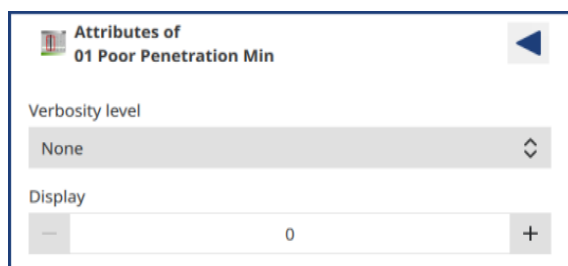 Attributes of
01 Poor Penetration Min
Verbosity level
None
Display
0